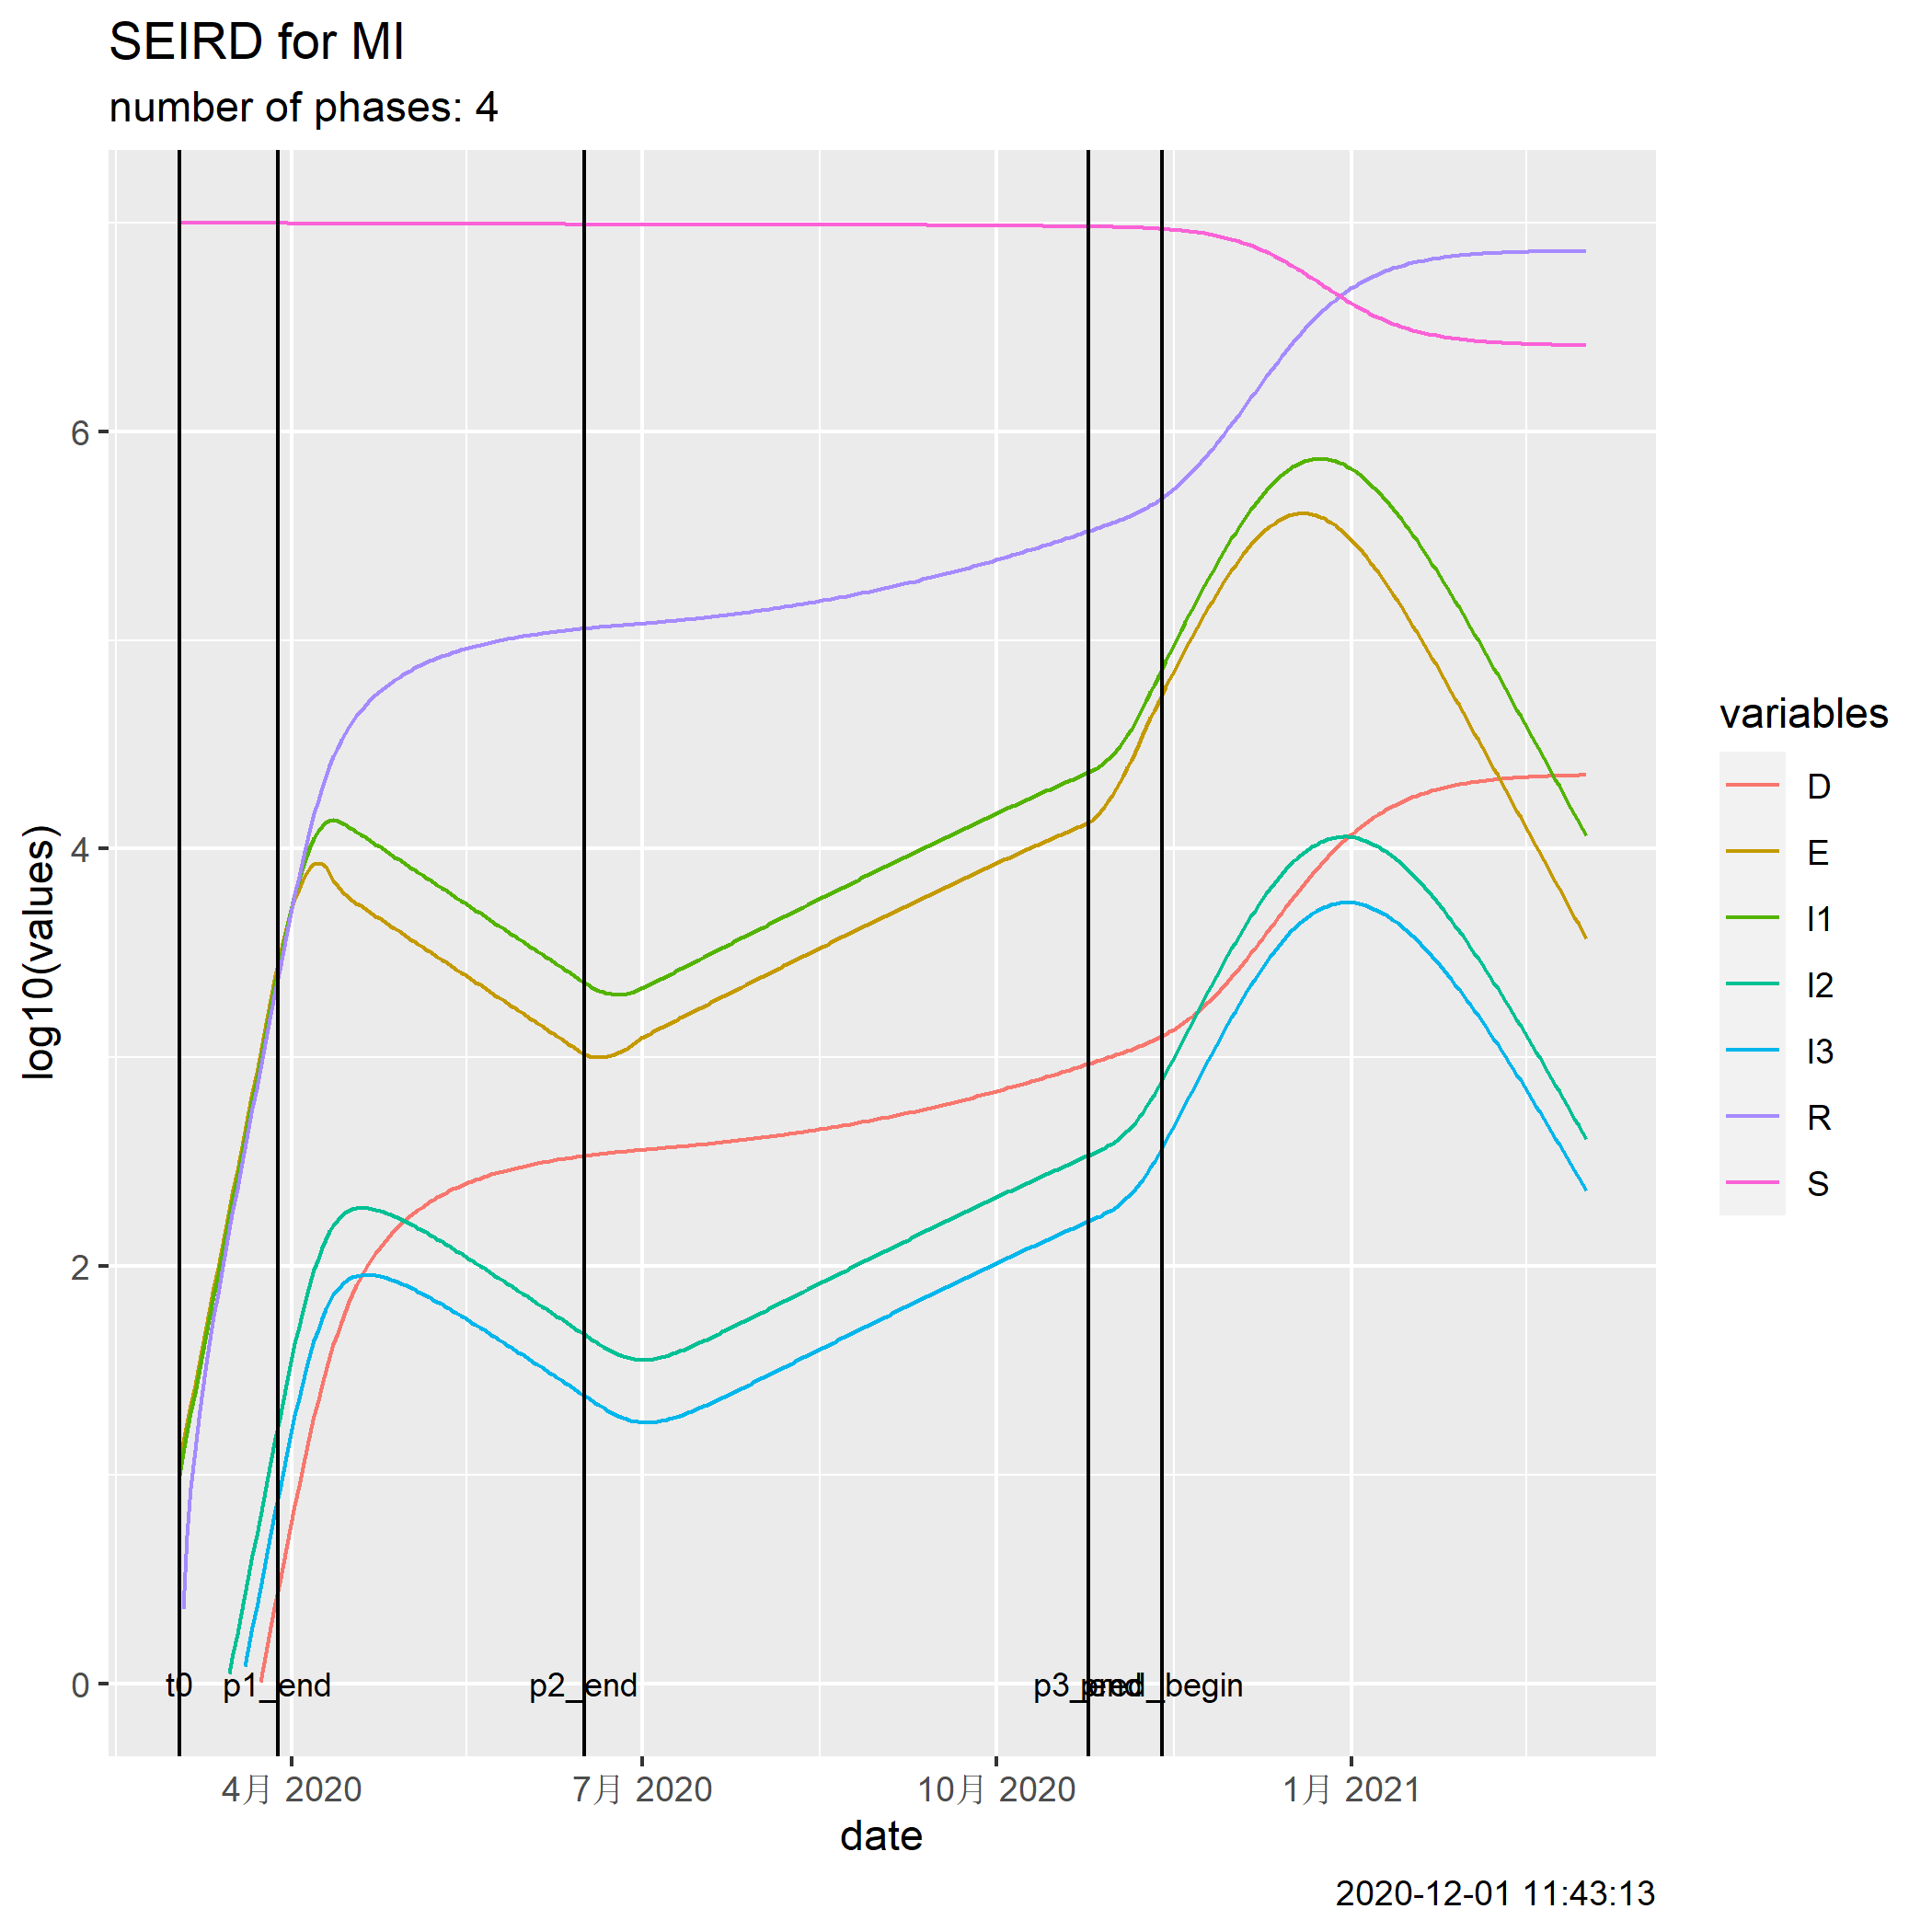 SEIRD for MI
number of phases: 4
log10(values)
6
4
2
0
t0
p1_end
p2_end
p3_end
pred_begin
4月 2020
7月 2020
10月 2020
1月 2021
date
variables
D
E
I1
I2
I3
R
S
2020-12-01 11:43:13